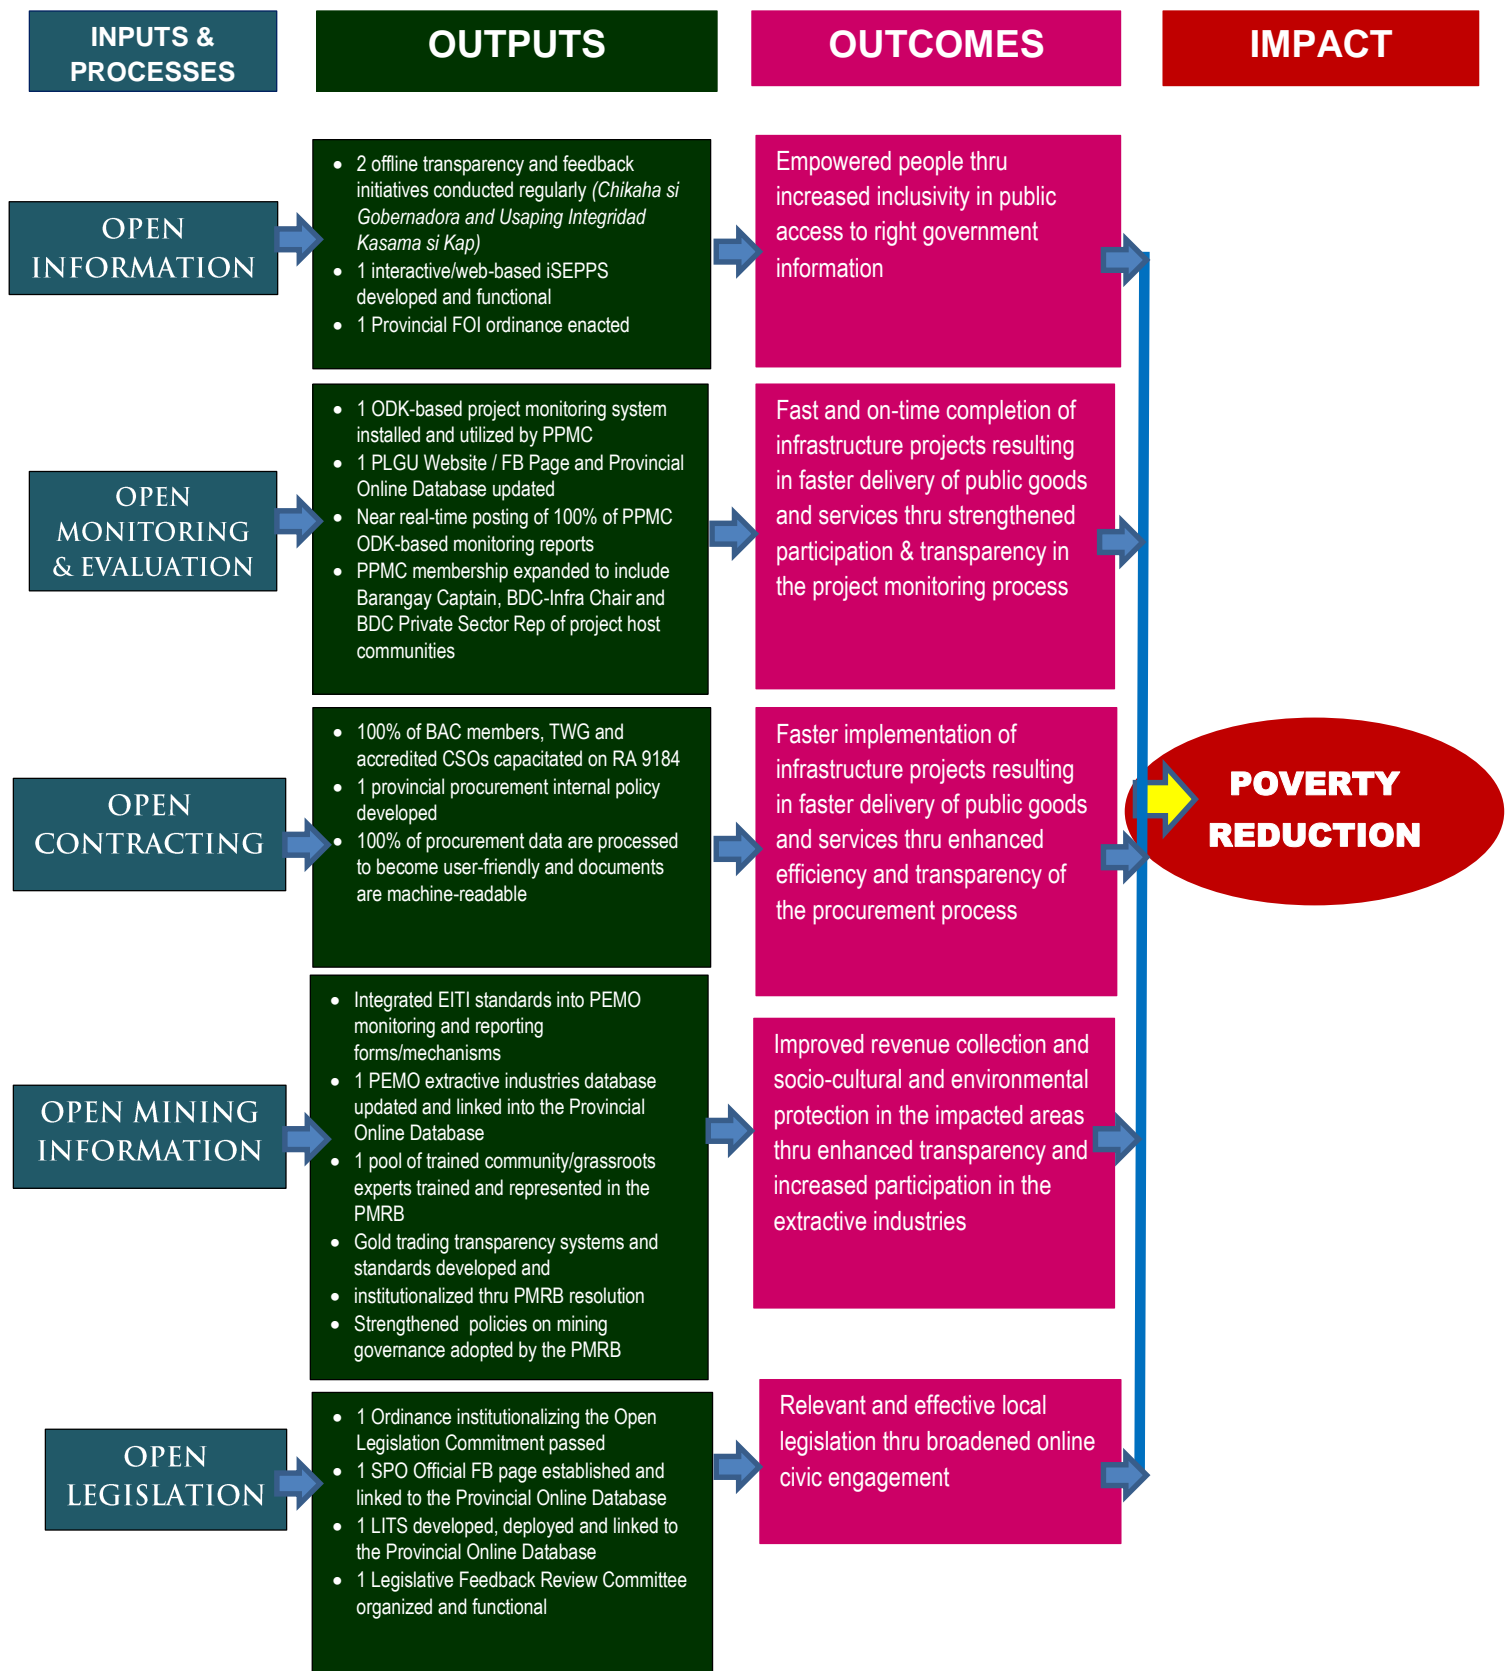 INPUTS &
PROCESSES
OUTPUTS
OUTCOMES
IMPACT
OPEN
INFORMATION
• 2 offline transparency and feedback
initiatives conducted regularly (Chikaha si
Gobernadora and Usaping Integridad
Kasama si Kap)
• 1 interactive/web-based iSEPPS
developed and functional
• 1 Provincial FOI ordinance enacted
Empowered people thru
increased inclusivity in public
access to right government
information
OPEN
MONITORING
& EVALUATION
• 1 ODK-based project monitoring system
installed and utilized by PPMC
• 1 PLGU Website / FB Page and Provincial
Online Database updated
• Near real-time posting of 100% of PPMC
ODK-based monitoring reports
• PPMC membership expanded to include
Barangay Captain, BDC-Infra Chair and
BDC Private Sector Rep of project host
communities
Fast and on-time completion of
infrastructure projects resulting
in faster delivery of public goods
and services thru strengthened
participation & transparency in
the project monitoring process
OPEN
CONTRACTING
• 100% of BAC members, TWG and
accredited CSOs capacitated on RA 9184
• 1 provincial procurement internal policy
developed
• 100% of procurement data are processed
to become user-friendly and documents
are machine-readable
Faster implementation of
infrastructure projects resulting
in faster delivery of public goods
and services thru enhanced
efficiency and transparency of
the procurement process
POVERTY
REDUCTION
OPEN MINING
INFORMATION
• Integrated EITI standards into PEMO
monitoring and reporting
forms/mechanisms
• 1 PEMO extractive industries database
updated and linked into the Provincial
Online Database
• 1 pool of trained community/grassroots
experts trained and represented in the
PMRB
• Gold trading transparency systems and
standards developed and
• institutionalized thru PMRB resolution
• Strengthened policies on mining
governance adopted by the PMRB
Improved revenue collection and
socio-cultural and environmental
protection in the impacted areas
thru enhanced transparency and
increased participation in the
extractive industries
OPEN
LEGISLATION
• 1 Ordinance institutionalizing the Open
Legislation Commitment passed
• 1 SPO Official FB page established and
linked to the Provincial Online Database
• 1 LITS developed, deployed and linked to
the Provincial Online Database
• 1 Legislative Feedback Review Committee
organized and functional
Relevant and effective local
legislation thru broadened online
civic engagement